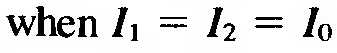 when I₁ = I₂ = I₀